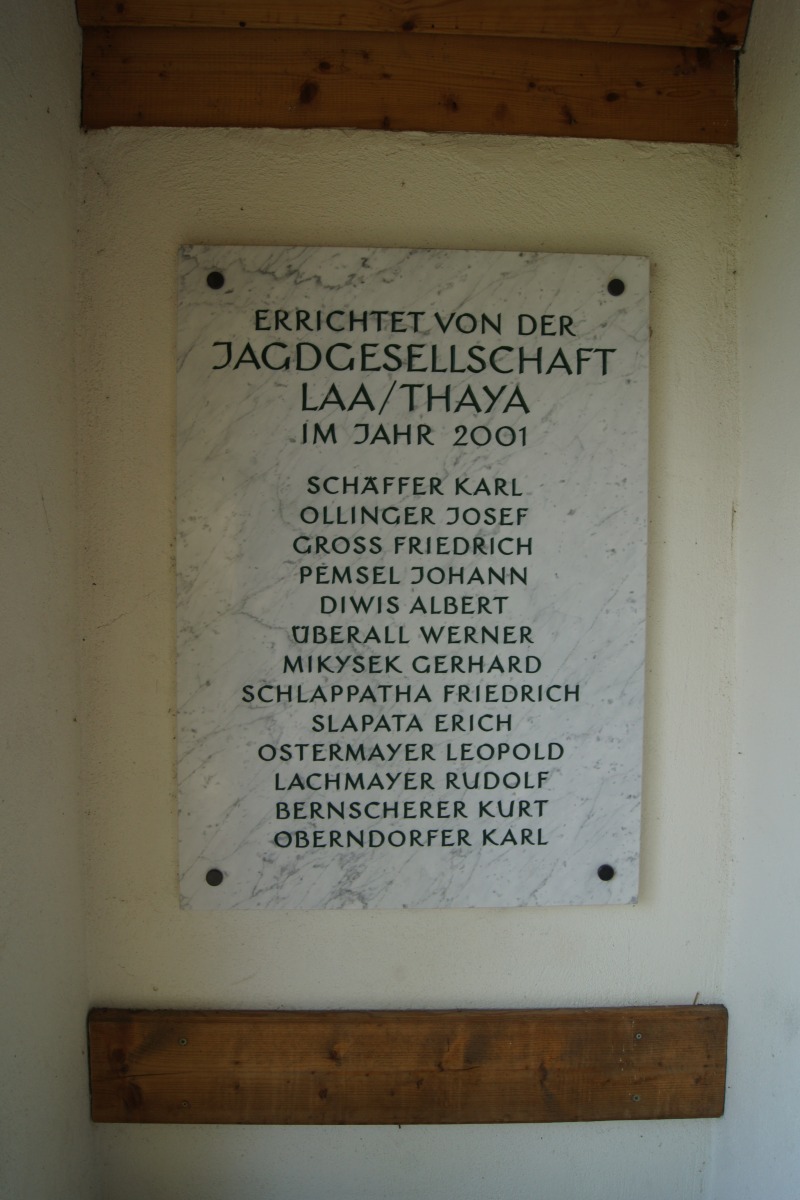 ERRICHTET VON DER
JAGDGESELLSCHAFT
LAA/THAYA
IM JAHR 2001
SCHÄFFER KARL
OLLINGER JOSEF
GROSS FRIEDRICH
PEMSEL JOHANN
DIWIS ALBERT
ÜBERALL WERNER
MIKYSEK GERHARD
SCHLAPPATHA FRIEDRICH
SLAPATA ERICH
OSTERMAYER LEOPOLD
LACHMAYER RUDOLF
BERNSCHERER KURT
OBERNDORFER KARL